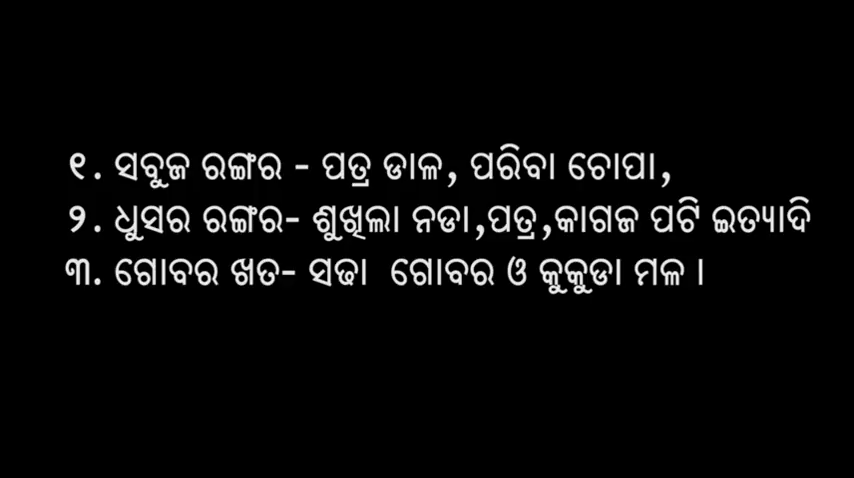 ୧. ସବୁଜ ରଙ୍ଗର - ପତ୍ର ଡାଳ, ପରିବା ଚୋପା,
୨. ଧୁସର ରଙ୍ଗର- ଶୁଖିଲା ନଡା,ପତ୍ର,କାଗଜ ପଟି ଇତ୍ୟାଦି
୩. ଗୋବର ଖତ- ସଢା ଗୋବର ଓ କୁକୁଡା ମଳ ।